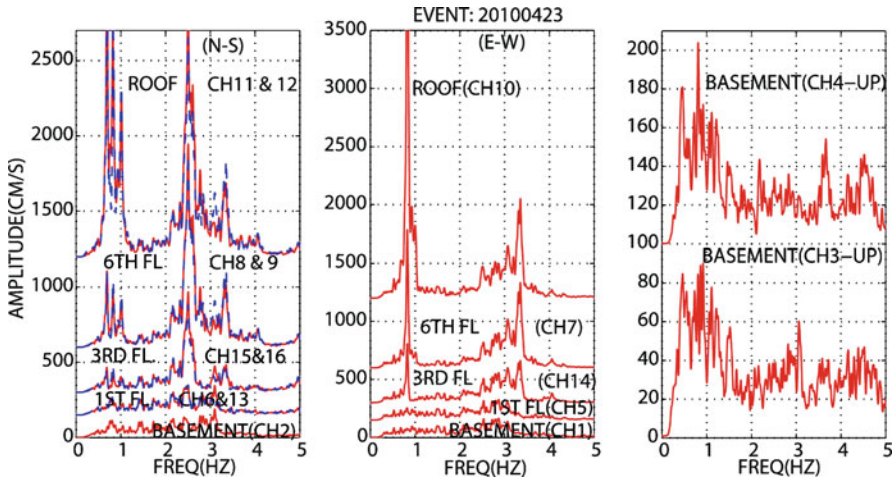 EVENT: 20100423
(N-S)
ROOF CH11 & 12
6TH FL CH8 & 9
3RD FL. CH15&16
1ST FL CH6&13
BASEMENT(CH2)
AMPLITUDE(CM/S)
2500
2000
1500
1000
500
0
0 1 2 3 4 5
FREQ(HZ)
(E-W)
ROOF(CH10)
6TH FL (CH7)
3RD FL (CH14)
1ST FL(CH5)
BASEMENT(CH1)
3500
3000
2500
2000
1500
1000
500
0
0 1 2 3 4 5
FREQ(HZ)
BASEMENT(CH4-UP)
BASEMENT(CH3-UP)
200
180
160
140
120
100
80
60
40
20
0
0 1 2 3 4 5
FREQ(HZ)